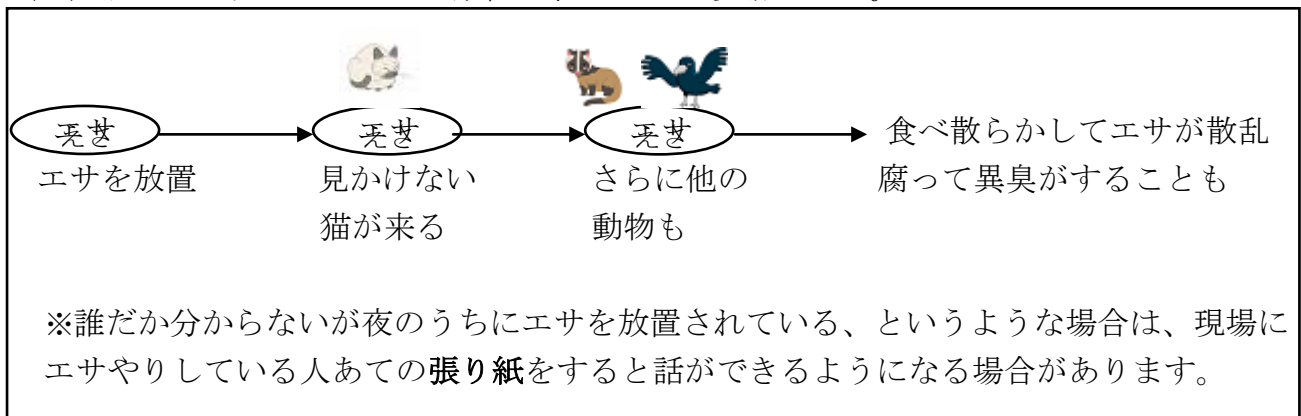 エサ エサ エサ 食べ散らかしてエサが散乱
エサを放置 見かけない さらに他の 腐って異臭がすることも
猫が来る 動物も
※誰だか分からないが夜のうちにエサを放置されている、というような場合は、現場に
エサやりしている人あての張り紙をすると話ができるようになる場合があります。